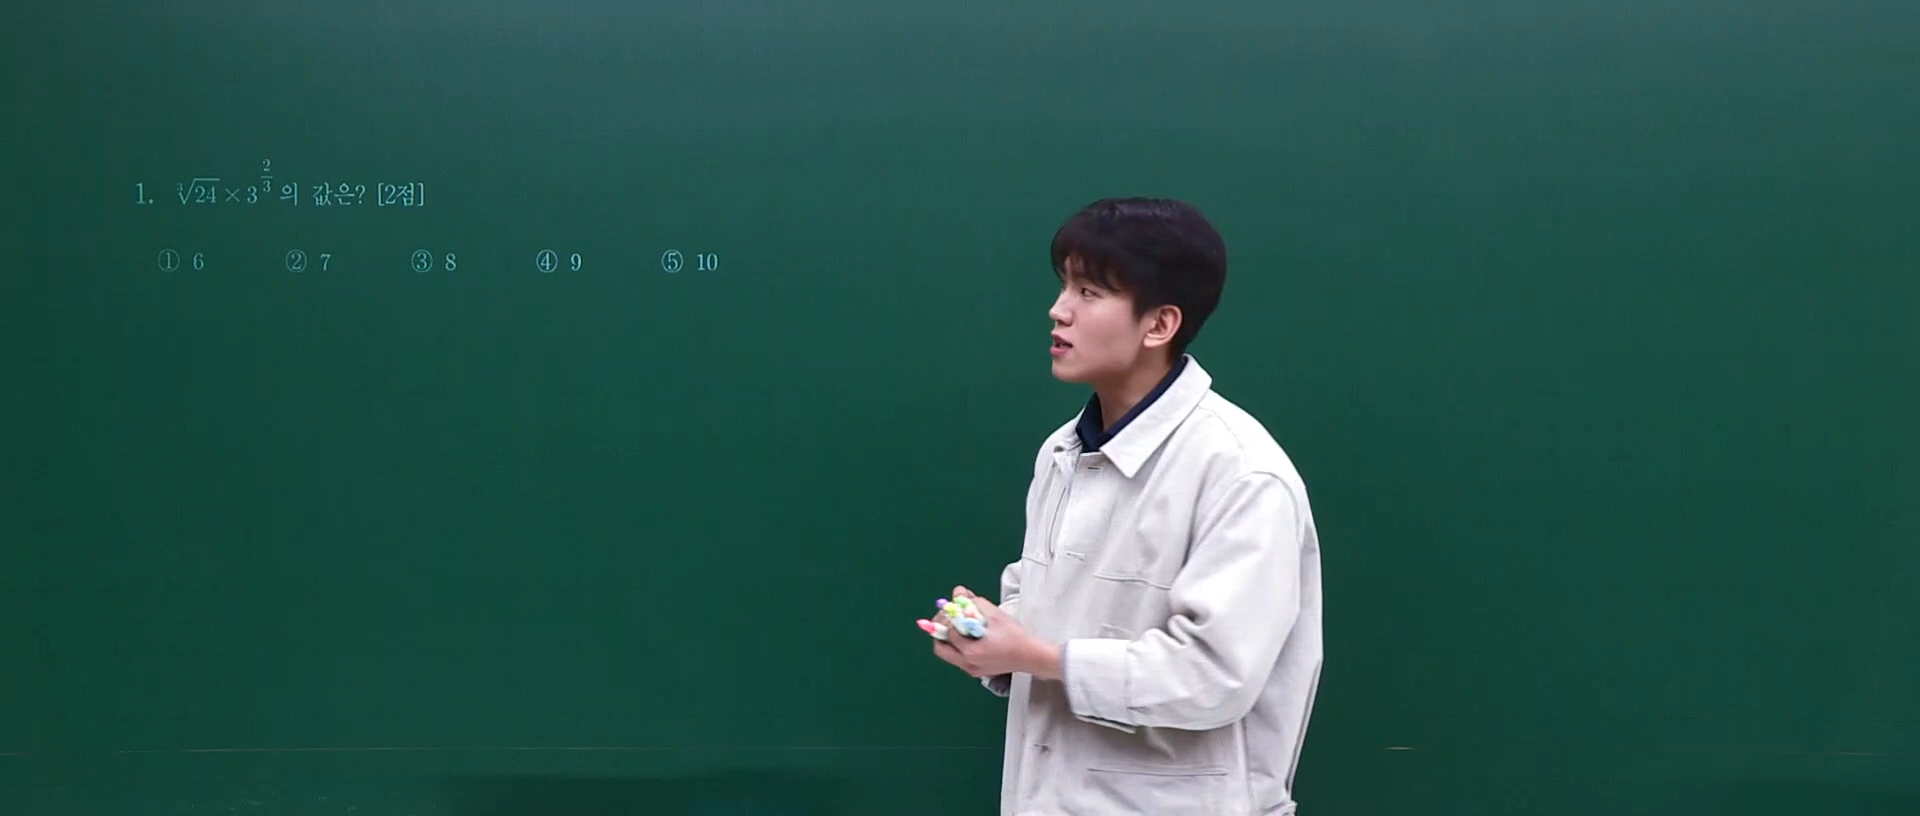 1. ∛24 × 3^(2/3) 의 값은? [2점]
① 6 ② 7 ③ 8 ④ 9 ⑤ 10